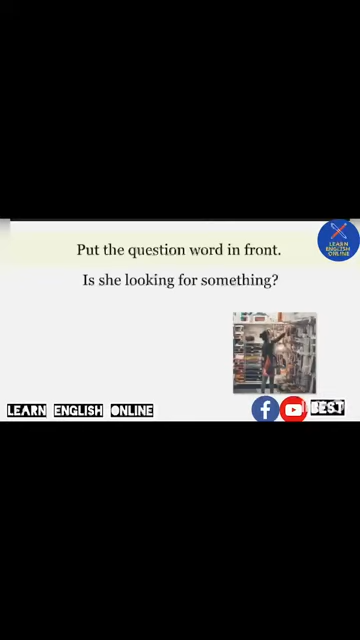 Put the question word in front.
LEARN
ENGLISH
ONLINE
Is she looking for something?
LEARN ENGLISH ONLINE
BEST